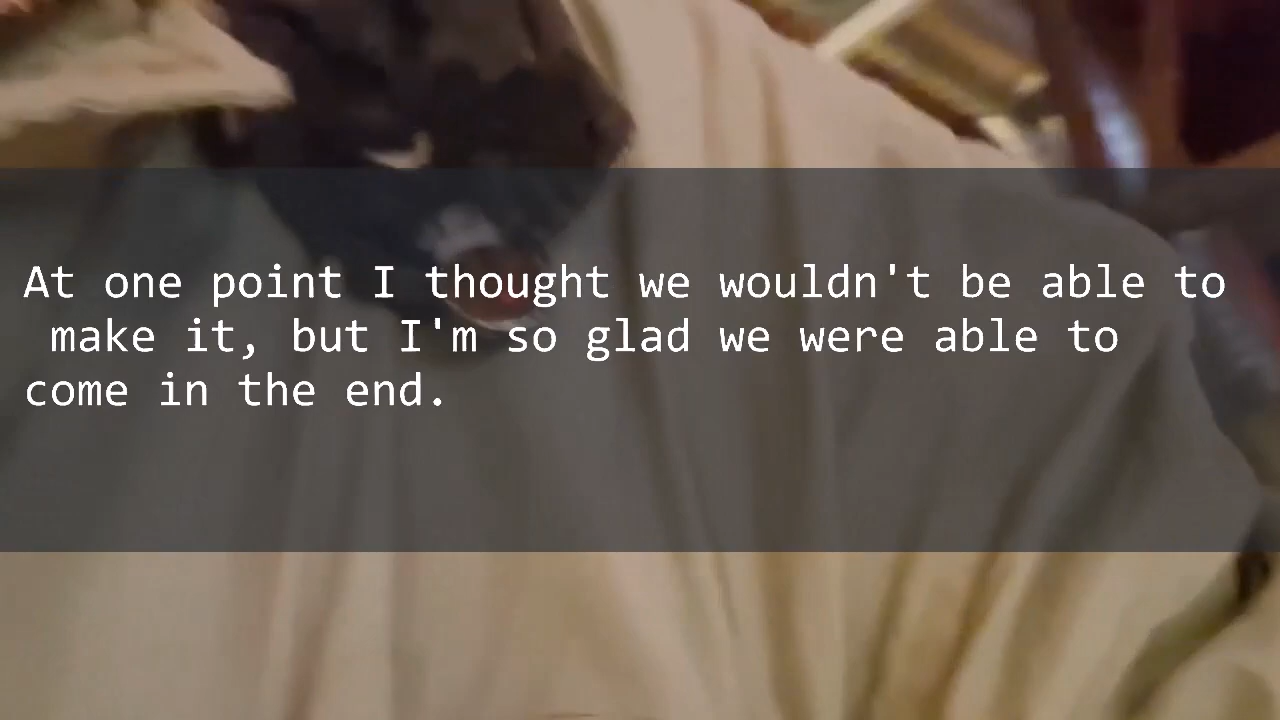 At one point I thought we wouldn't be able to
make it, but I'm so glad we were able to
come in the end.